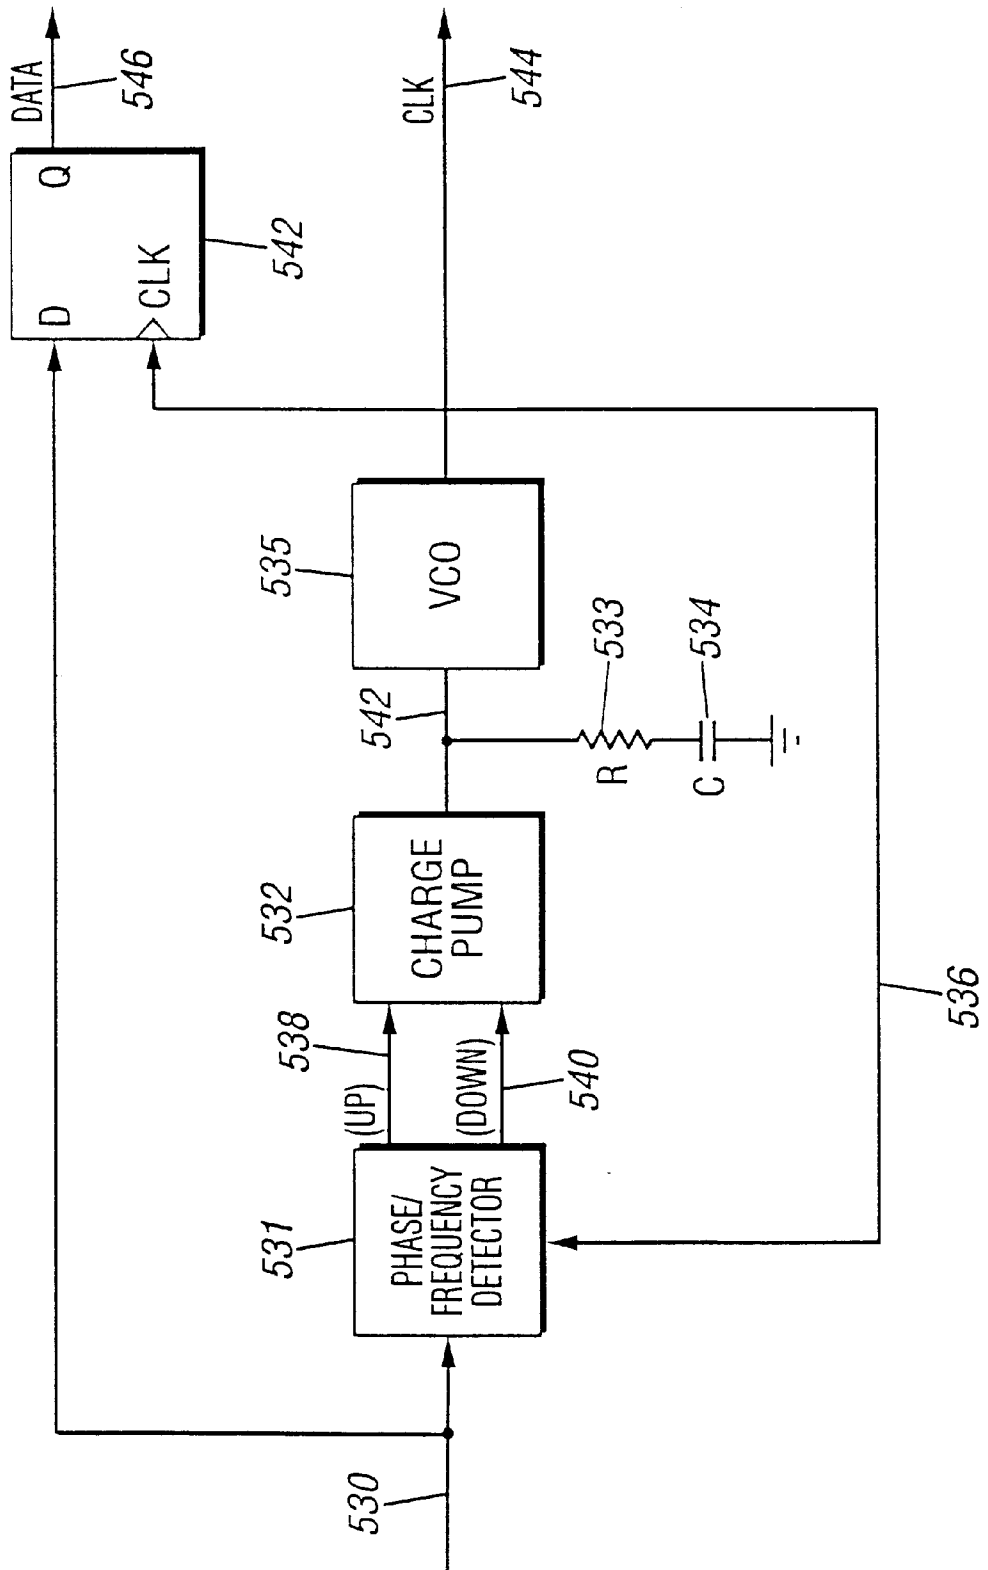 DATA
546
D
Q
CLK
542
CLK
544
535
VCO
542
533
R
534
C
532
CHARGE
PUMP
538
(UP)
(DOWN)
540
531
PHASE/
FREQUENCY
DETECTOR
536
530